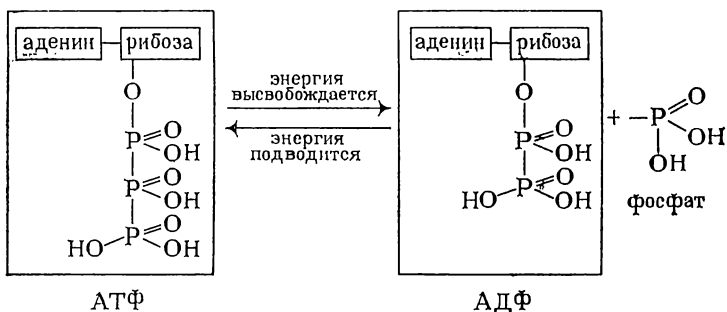 аденин рибоза
O
P O
OH
P O
OH
P O
HO OH
АТФ
энергия
высвобождается
энергия
подводится
аденин рибоза
O
P O
OH
P O
HO OH
АДФ
+
P O
OH
OH
фосфат